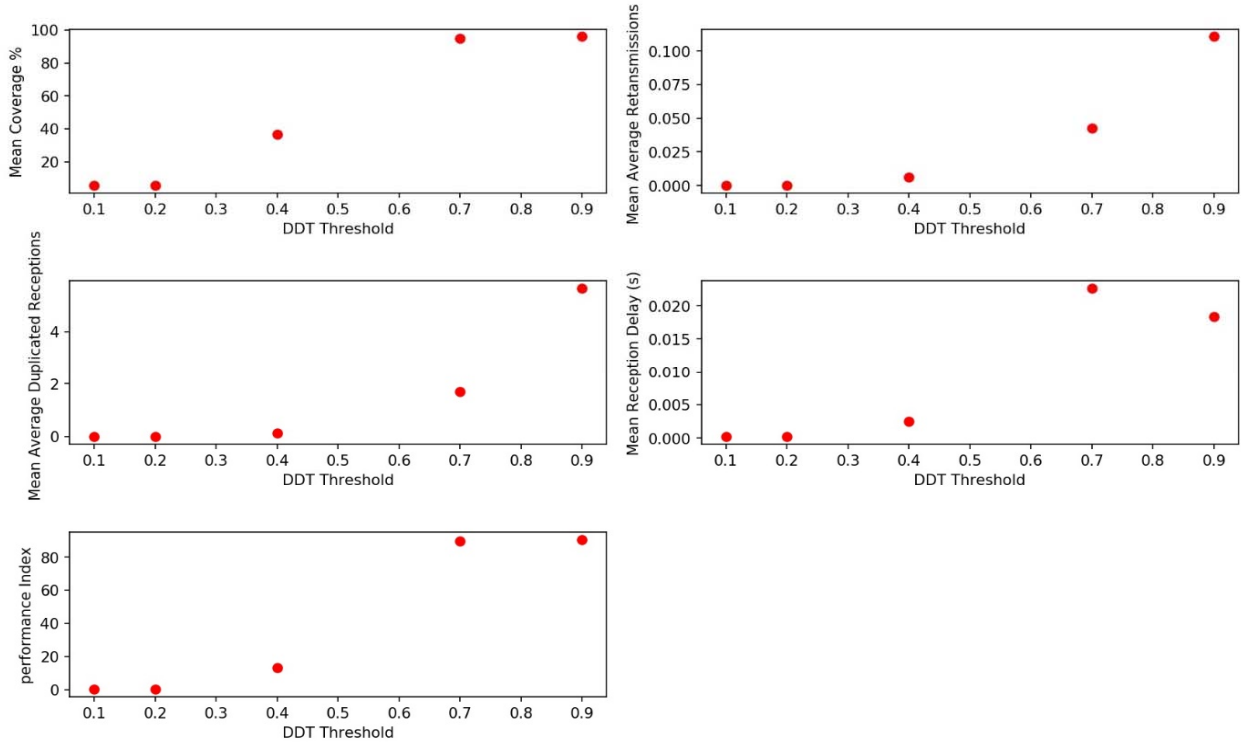 Mean Coverage %
100
80
60
40
20
0.1 0.2 0.3 0.4 0.5 0.6 0.7 0.8 0.9
DDT Threshold
Mean Average Retansmissions
0.100
0.075
0.050
0.025
0.000
0.1 0.2 0.3 0.4 0.5 0.6 0.7 0.8 0.9
DDT Threshold
Mean Average Duplicated Receptions
4
2
0
0.1 0.2 0.3 0.4 0.5 0.6 0.7 0.8 0.9
DDT Threshold
Mean Reception Delay (s)
0.020
0.015
0.010
0.005
0.000
0.1 0.2 0.3 0.4 0.5 0.6 0.7 0.8 0.9
DDT Threshold
performance Index
80
60
40
20
0
0.1 0.2 0.3 0.4 0.5 0.6 0.7 0.8 0.9
DDT Threshold